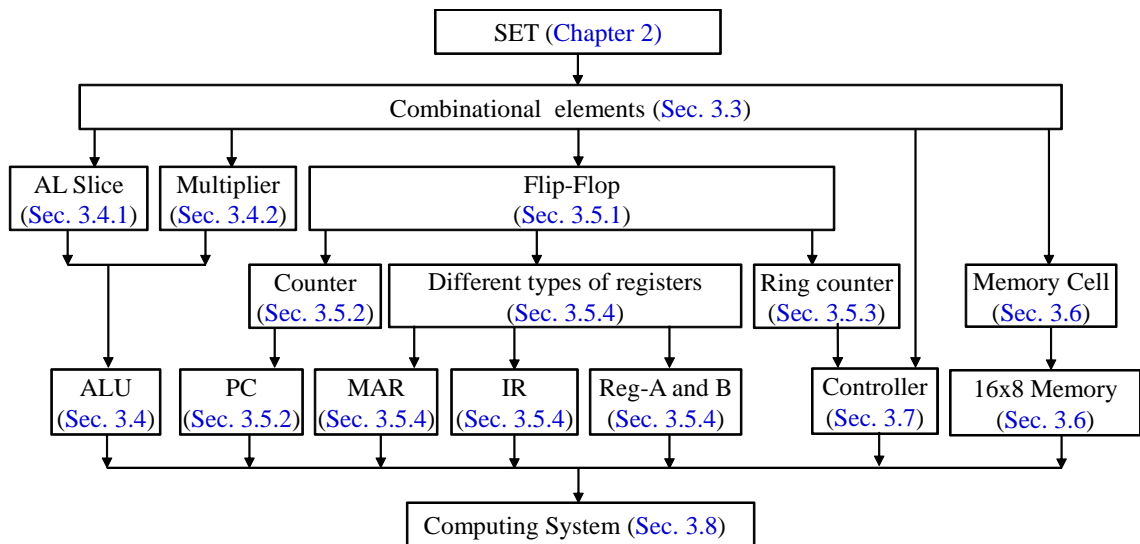 SET (Chapter 2)
Combinational elements (Sec. 3.3)
AL Slice
(Sec. 3.4.1)
Multiplier
(Sec. 3.4.2)
Flip-Flop
(Sec. 3.5.1)
Counter
(Sec. 3.5.2)
Different types of registers
(Sec. 3.5.4)
Ring counter
(Sec. 3.5.3)
Memory Cell
(Sec. 3.6)
ALU
(Sec. 3.4)
PC
(Sec. 3.5.2)
MAR
(Sec. 3.5.4)
IR
(Sec. 3.5.4)
Reg-A and B
(Sec. 3.5.4)
Controller
(Sec. 3.7)
16x8 Memory
(Sec. 3.6)
Computing System (Sec. 3.8)